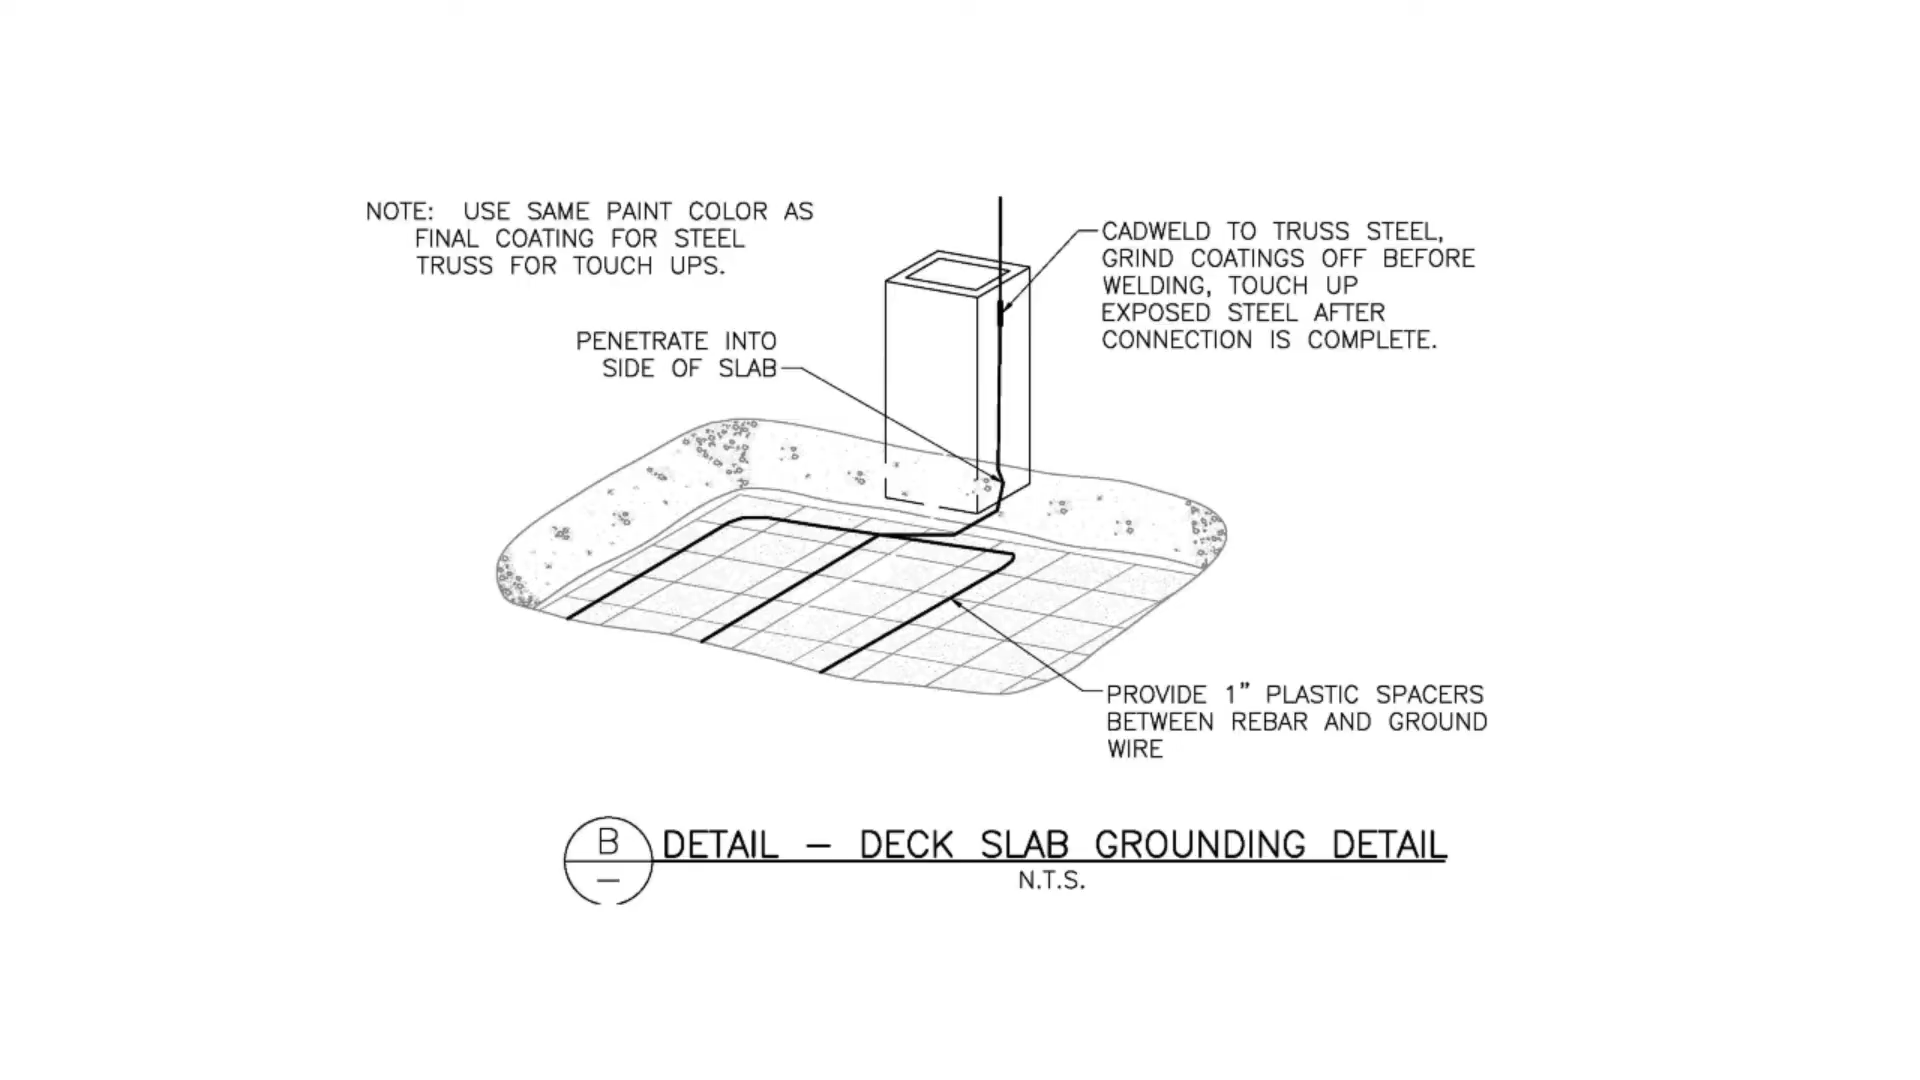 NOTE: USE SAME PAINT COLOR AS
FINAL COATING FOR STEEL
TRUSS FOR TOUCH UPS.
CADWELD TO TRUSS STEEL,
GRIND COATINGS OFF BEFORE
WELDING, TOUCH UP
EXPOSED STEEL AFTER
CONNECTION IS COMPLETE.
PENETRATE INTO
SIDE OF SLAB
PROVIDE 1” PLASTIC SPACERS
BETWEEN REBAR AND GROUND
WIRE
B
–
DETAIL – DECK SLAB GROUNDING DETAIL
N.T.S.